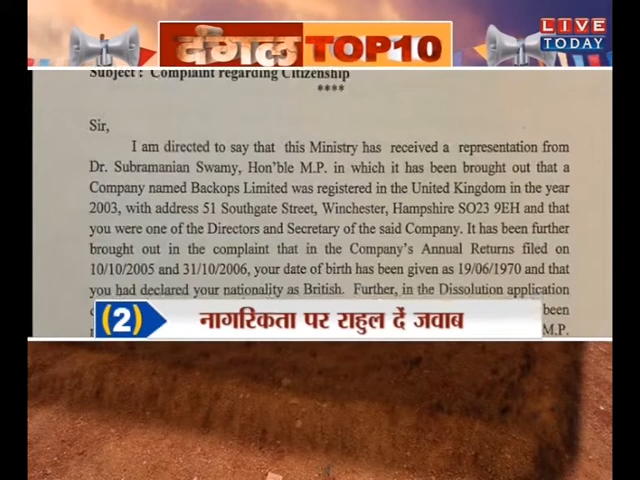 दंगल TOP10
LIVE
TODAY
Subject : Complaint regarding Citizenship
****
Sir,
I am directed to say that this Ministry has received a representation from
Dr. Subramanian Swamy, Hon'ble M.P. in which it has been brought out that a
Company named Backops Limited was registered in the United Kingdom in the year
2003, with address 51 Southgate Street, Winchester, Hampshire SO23 9EH and that
you were one of the Directors and Secretary of the said Company. It has been further
brought out in the complaint that in the Company's Annual Returns filed on
10/10/2005 and 31/10/2006, your date of birth has been given as 19/06/1970 and that
you had declared your nationality as British. Further, in the Dissolution application
been
M.P.
(2) नागरिकता पर राहुल दें जवाब